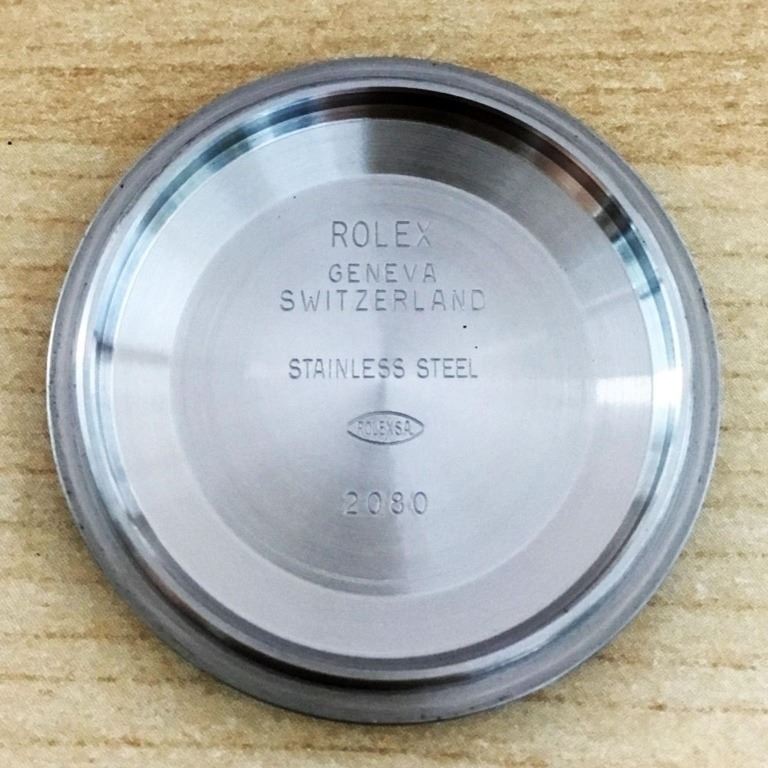 ROLEX
GENEVA
SWITZERLAND
STAINLESS STEEL
ROLEXSA
2080